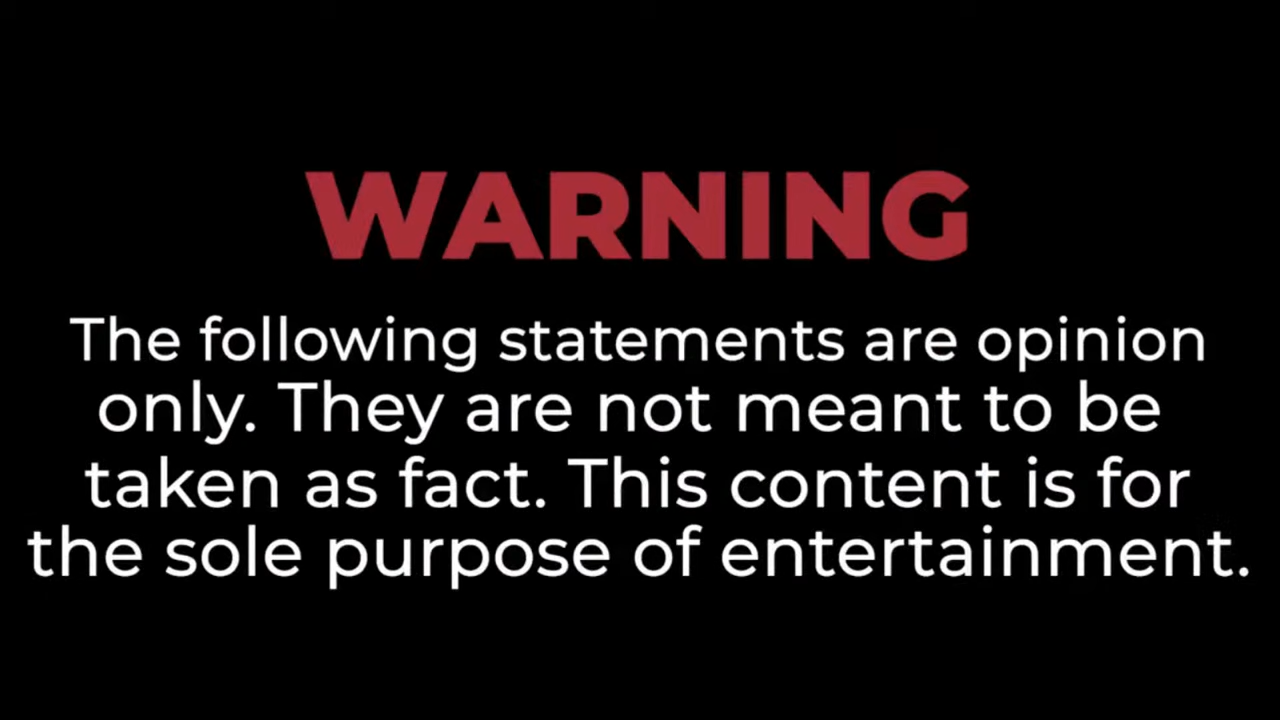 WARNING
The following statements are opinion
only. They are not meant to be
taken as fact. This content is for
the sole purpose of entertainment.